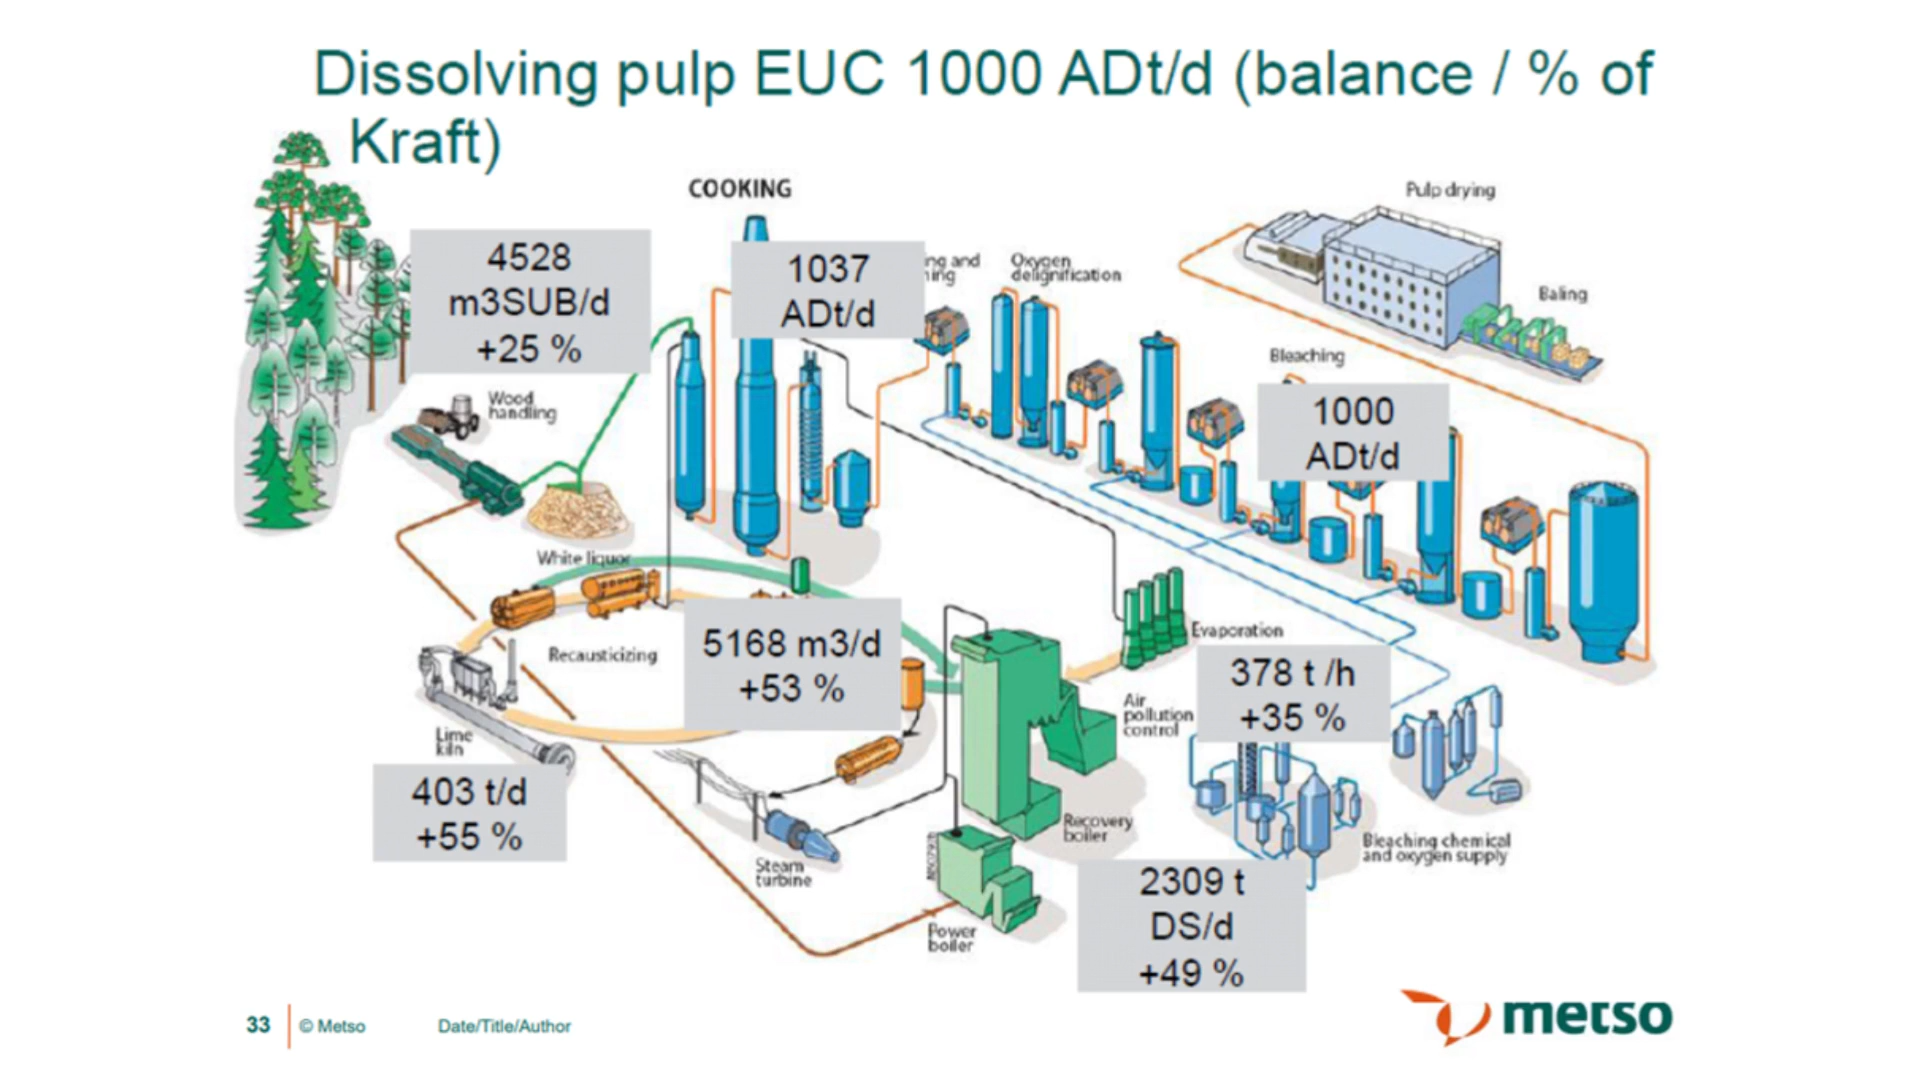 Dissolving pulp EUC 1000 ADt/d (balance / % of
Kraft)
COOKING
Pulp drying
4528
m3SUB/d
+25 %
1037
ADt/d
ng and
Oxygen
delignification
Baling
Bleaching
1000
ADt/d
Wood
handling
White liquor
Recausticizing
5168 m3/d
+53 %
Evaporation
378 t /h
+35 %
Air
pollution
control
Lime
kiln
403 t/d
+55 %
Recovery
boiler
Bleaching chemical
and oxygen supply
Steam
turbine
2309 t
DS/d
+49 %
Power
boiler
33
© Metso
Date/Title/Author
metso